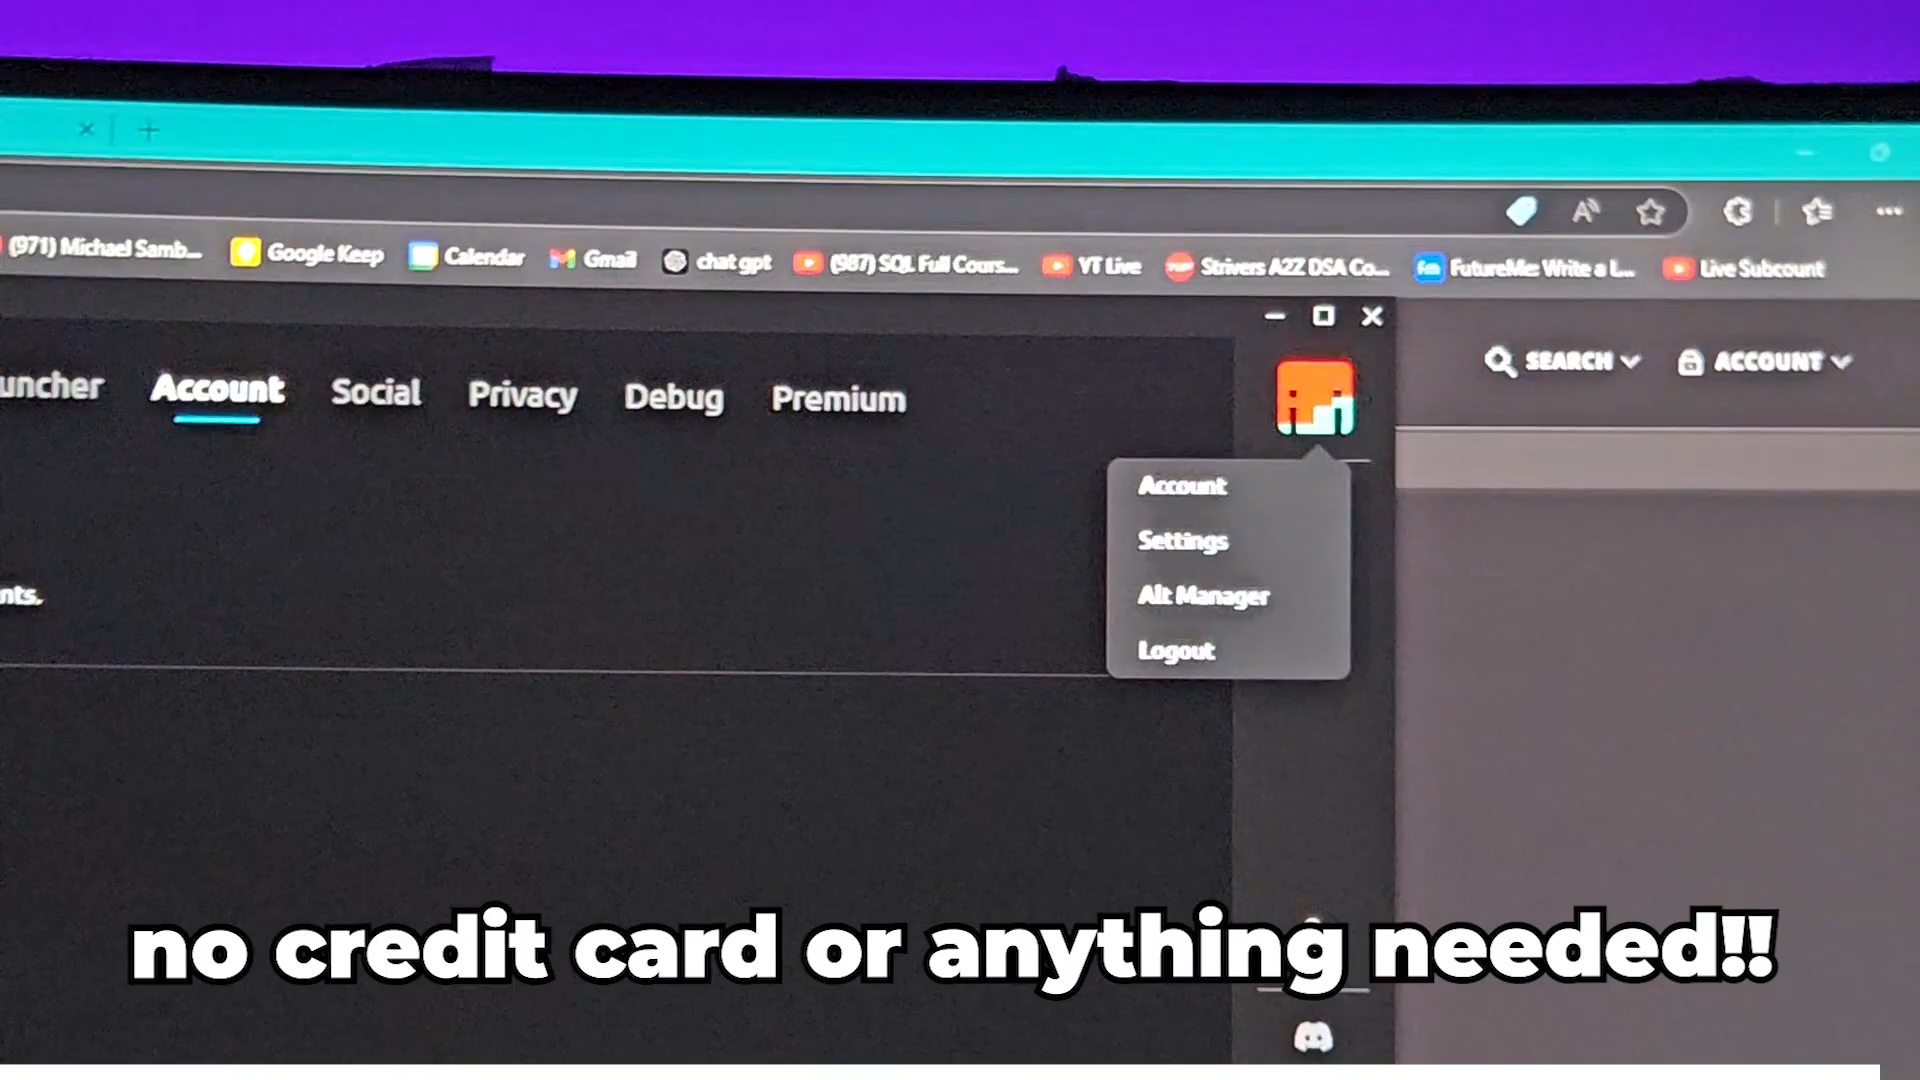 (971) Michael Samb... Google Keep Calendar Gmail chat gpt (987) SQL Full Cours... YT Live Strivers A2Z DSA Co... FutureMe: Write a L... Live Subcount
uncher Account Social Privacy Debug Premium
SEARCH ACCOUNT
Account
Settings
Alt Manager
Logout
nts.
no credit card or anything needed!!